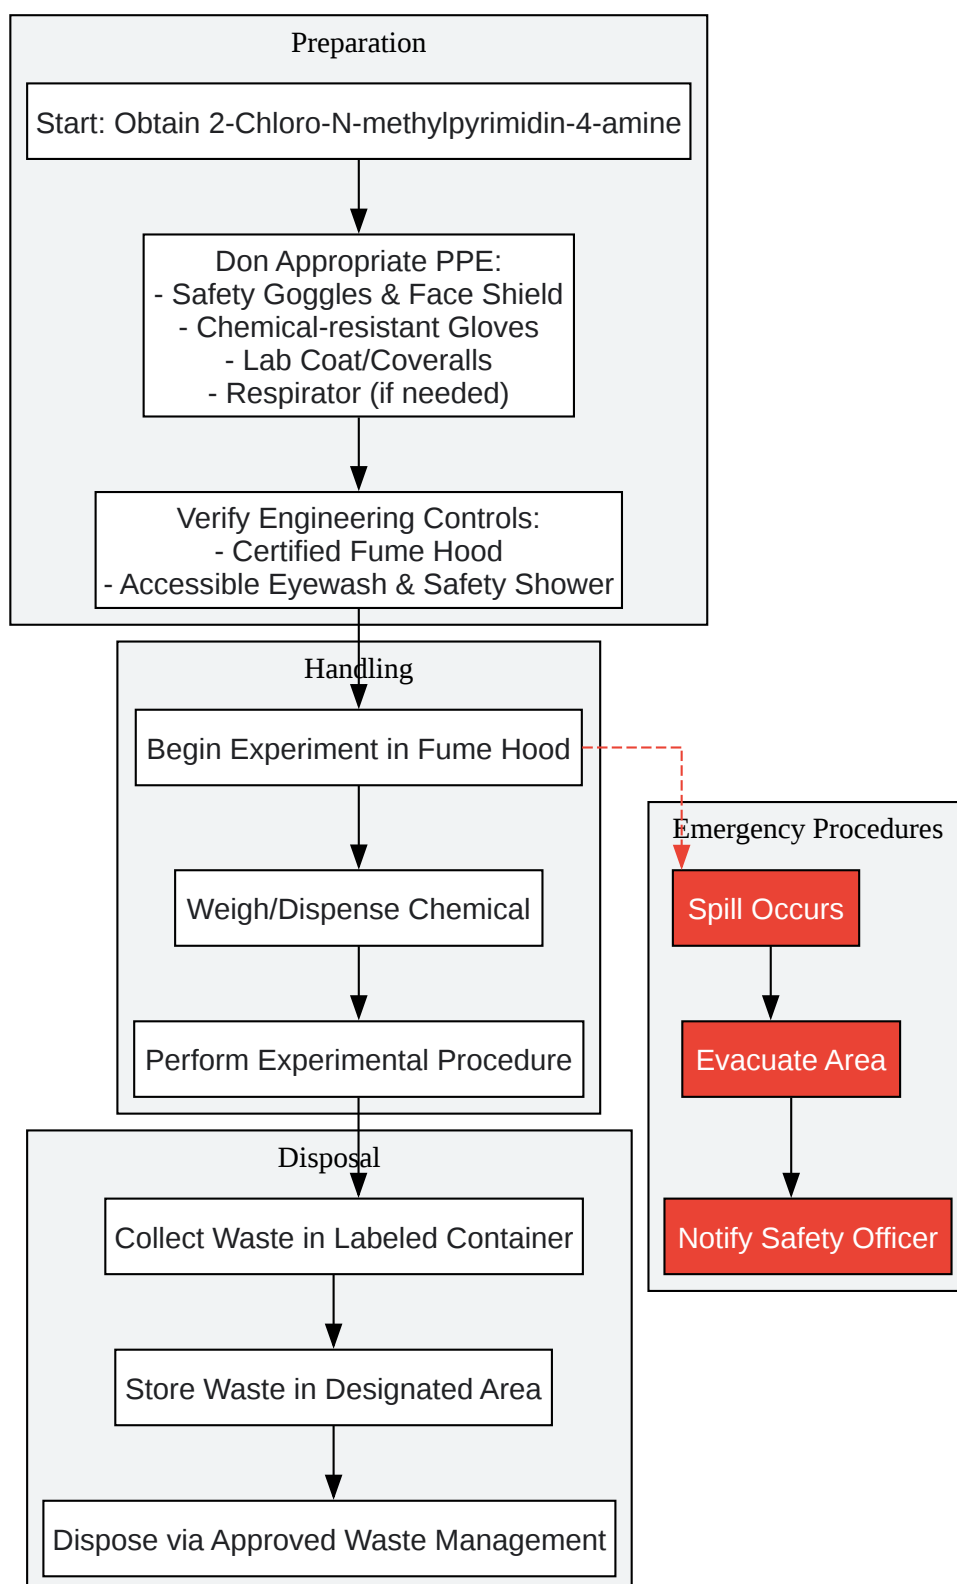 Preparation
Start: Obtain 2-Chloro-N-methylpyrimidin-4-amine
Don Appropriate PPE:
- Safety Goggles & Face Shield
- Chemical-resistant Gloves
- Lab Coat/Coveralls
- Respirator (if needed)
Verify Engineering Controls:
- Certified Fume Hood
- Accessible Eyewash & Safety Shower
Handling
Begin Experiment in Fume Hood
Weigh/Dispense Chemical
Perform Experimental Procedure
Emergency Procedures
Spill Occurs
Evacuate Area
Notify Safety Officer
Disposal
Collect Waste in Labeled Container
Store Waste in Designated Area
Dispose via Approved Waste Management